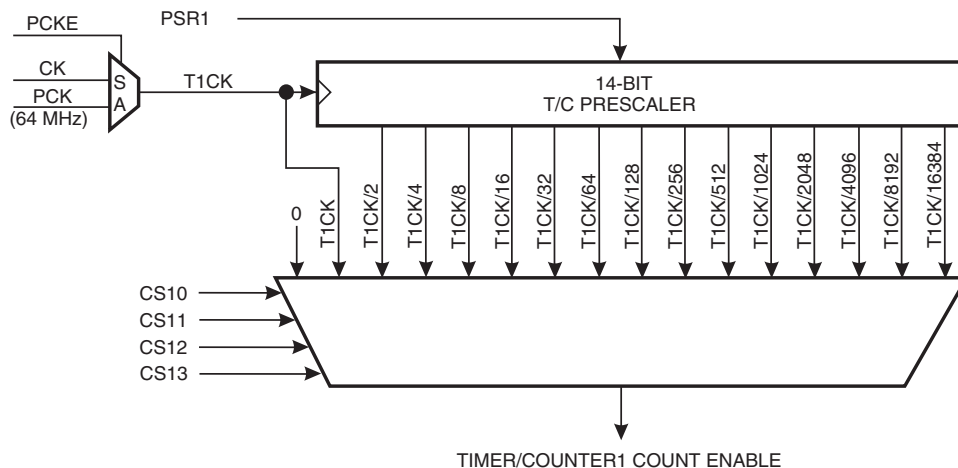 PSR1
PCKE
CK
PCK
(64 MHz)
S
A
T1CK
14-BIT
T/C PRESCALER
0
T1CK
T1CK/2
T1CK/4
T1CK/8
T1CK/16
T1CK/32
T1CK/64
T1CK/128
T1CK/256
T1CK/512
T1CK/1024
T1CK/2048
T1CK/4096
T1CK/8192
T1CK/16384
CS10
CS11
CS12
CS13
TIMER/COUNTER1 COUNT ENABLE